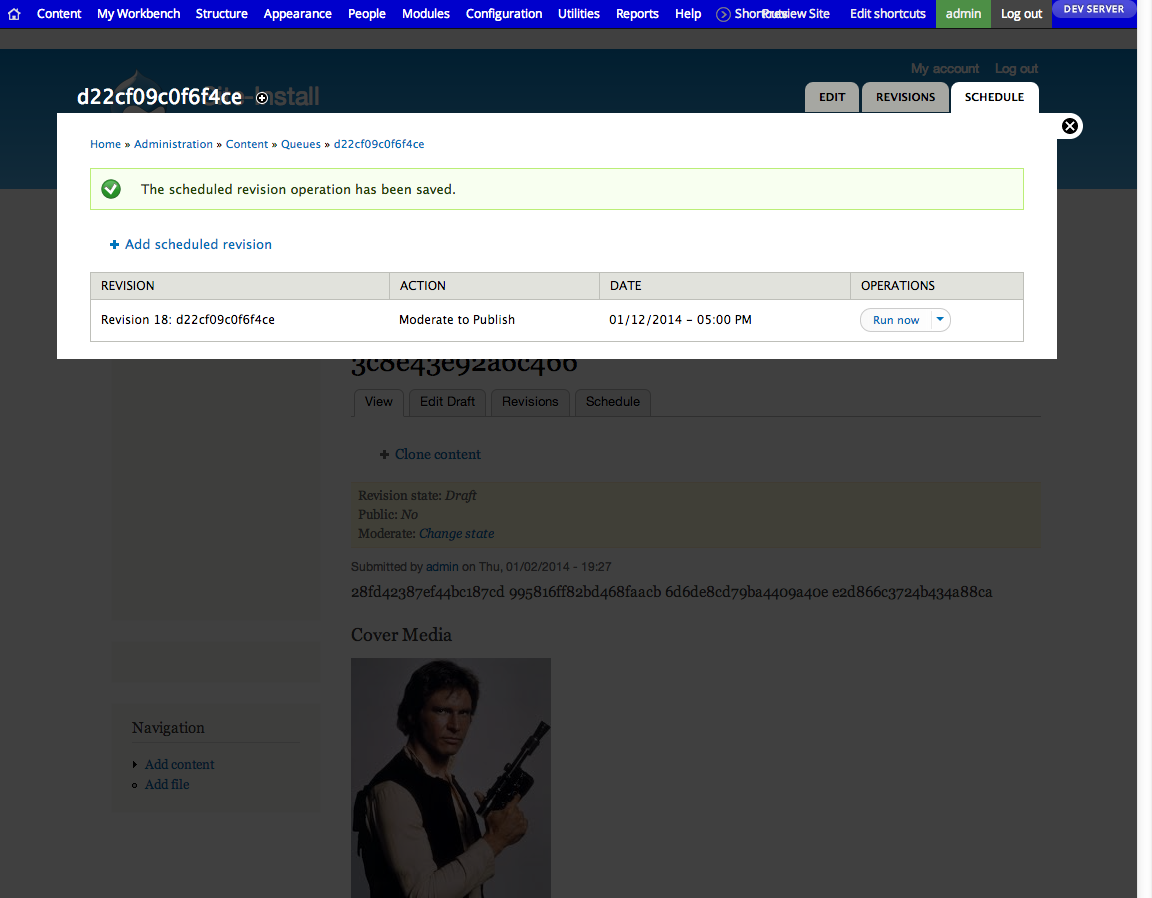 Content My Workbench Structure Appearance People Modules Configuration Utilities Reports Help Shortcuts Preview Site Edit shortcuts admin Log out DEV SERVER
My account Log out
Site-Install
d22cf09c0f6f4ce
EDIT REVISIONS SCHEDULE
Home » Administration » Content » Queues » d22cf09c0f6f4ce
The scheduled revision operation has been saved.
Add scheduled revision
REVISION ACTION DATE OPERATIONS
Revision 18: d22cf09c0f6f4ce Moderate to Publish 01/12/2014 – 05:00 PM Run now
3c8e43e92a6c466
View Edit Draft Revisions Schedule
Clone content
Revision state: Draft
Public: No
Moderate: Change state
Submitted by admin on Thu, 01/02/2014 - 19:27
28fd42387ef44bc187cd 995816ff82bd468faacb 6d6de8cd79ba4409a40e e2d866c3724b434a88ca
Cover Media
Navigation
Add content
Add file